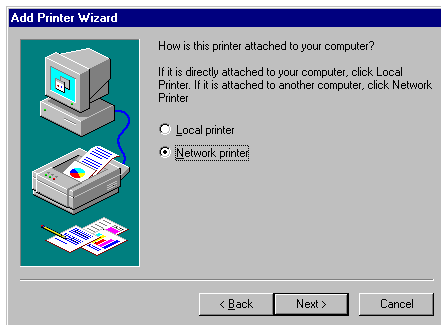 Add Printer Wizard
How is this printer attached to your computer?
If it is directly attached to your computer, click Local
Printer. If it is attached to another computer, click Network
Printer
Local printer
Network printer
< Back
Next >
Cancel